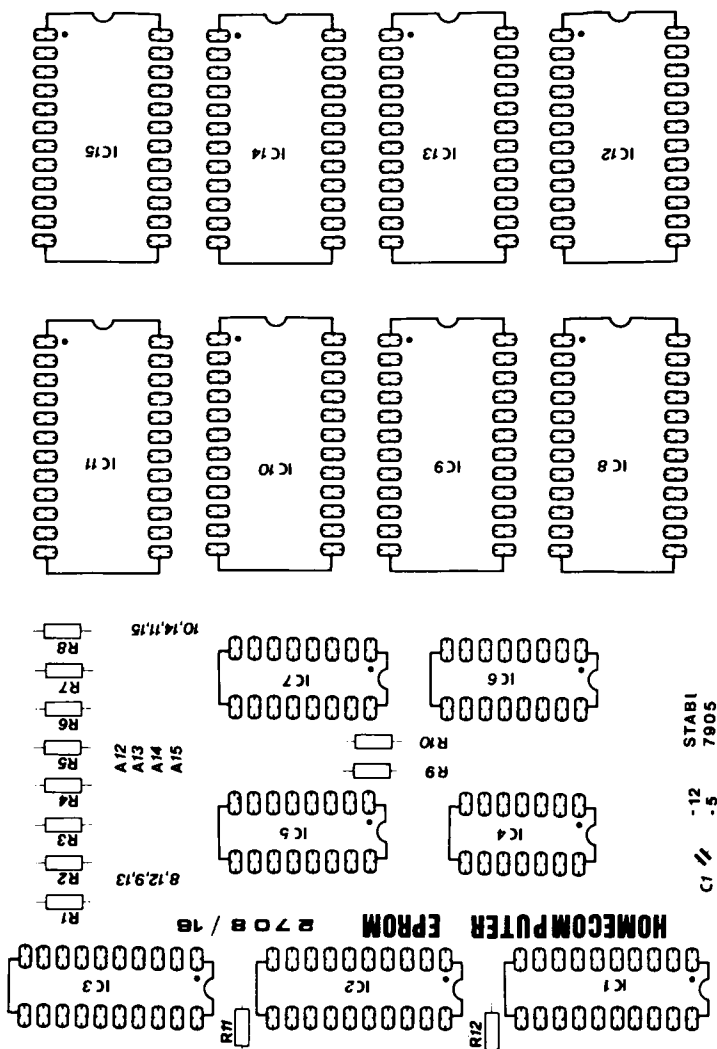 IC15
IC14
IC13
IC12
IC11
IC10
IC9
IC8
R8
10,14,11,15
IC7
IC6
R7
R6
R10
STABI
7905
R5
A12
A13
A14
A15
R9
R4
IC5
IC4
-12
-5
R3
R2
8,12,9,13
C1
R1
HOMECOMPUTER EPROM 2708/16
IC3
IC2
IC1
R11
R12